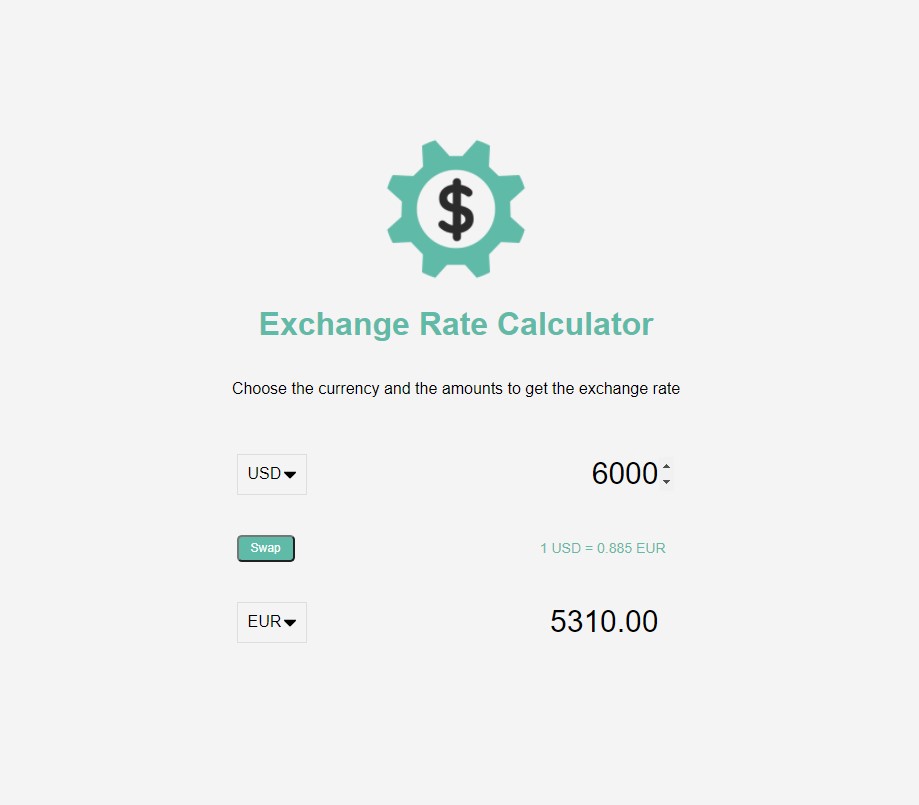 $
Exchange Rate Calculator
Choose the currency and the amounts to get the exchange rate
USD 6000
Swap 1 USD = 0.885 EUR
EUR 5310.00